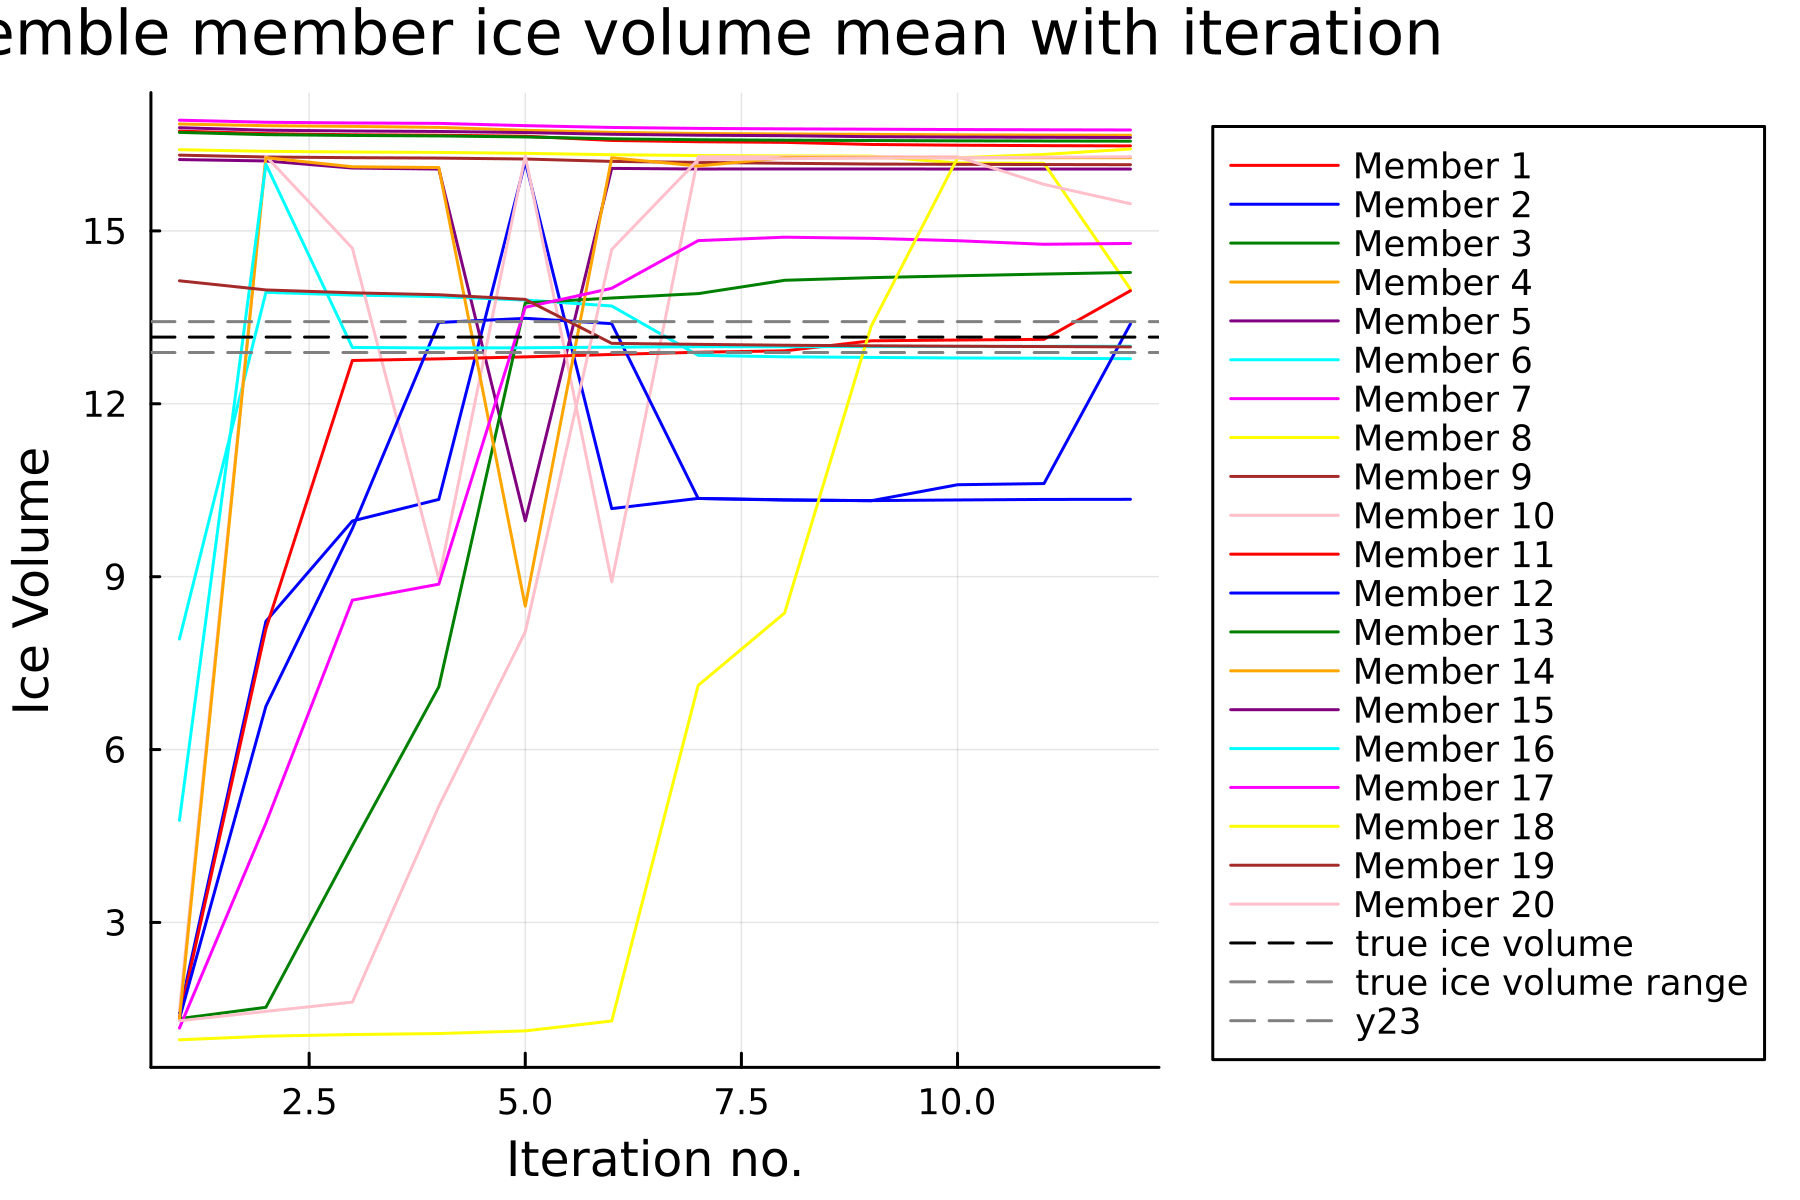 emble member ice volume mean with iteration
Ice Volume
15
12
9
6
3
2.5 5.0 7.5 10.0
Iteration no.
Member 1
Member 2
Member 3
Member 4
Member 5
Member 6
Member 7
Member 8
Member 9
Member 10
Member 11
Member 12
Member 13
Member 14
Member 15
Member 16
Member 17
Member 18
Member 19
Member 20
true ice volume
true ice volume range
y23